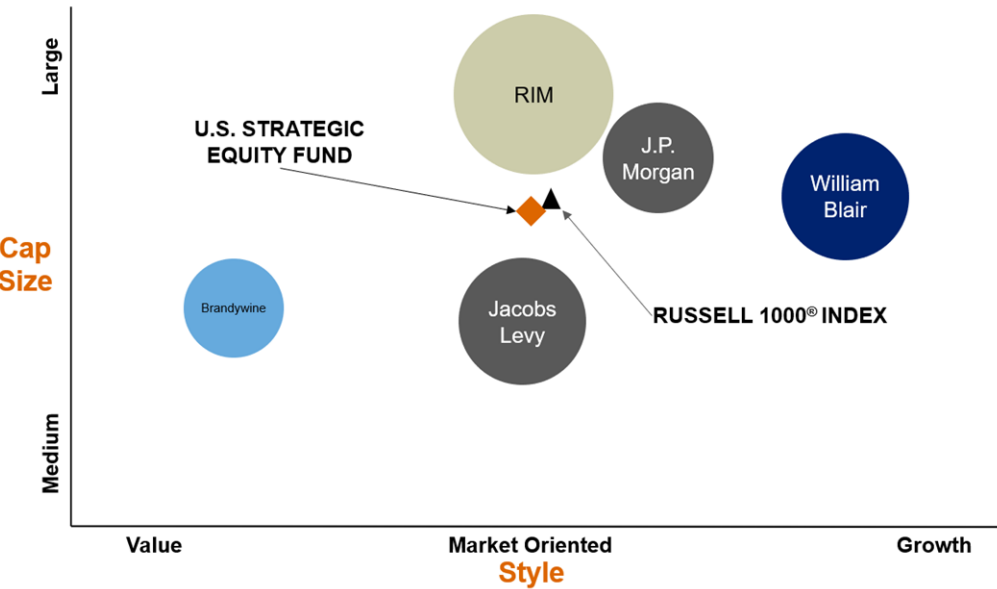 Large
RIM
U.S. STRATEGIC
EQUITY FUND
J.P.
Morgan
William
Blair
Cap
Size
Brandywine
Jacobs
Levy
RUSSELL 1000® INDEX
Medium
Value
Market Oriented
Growth
Style